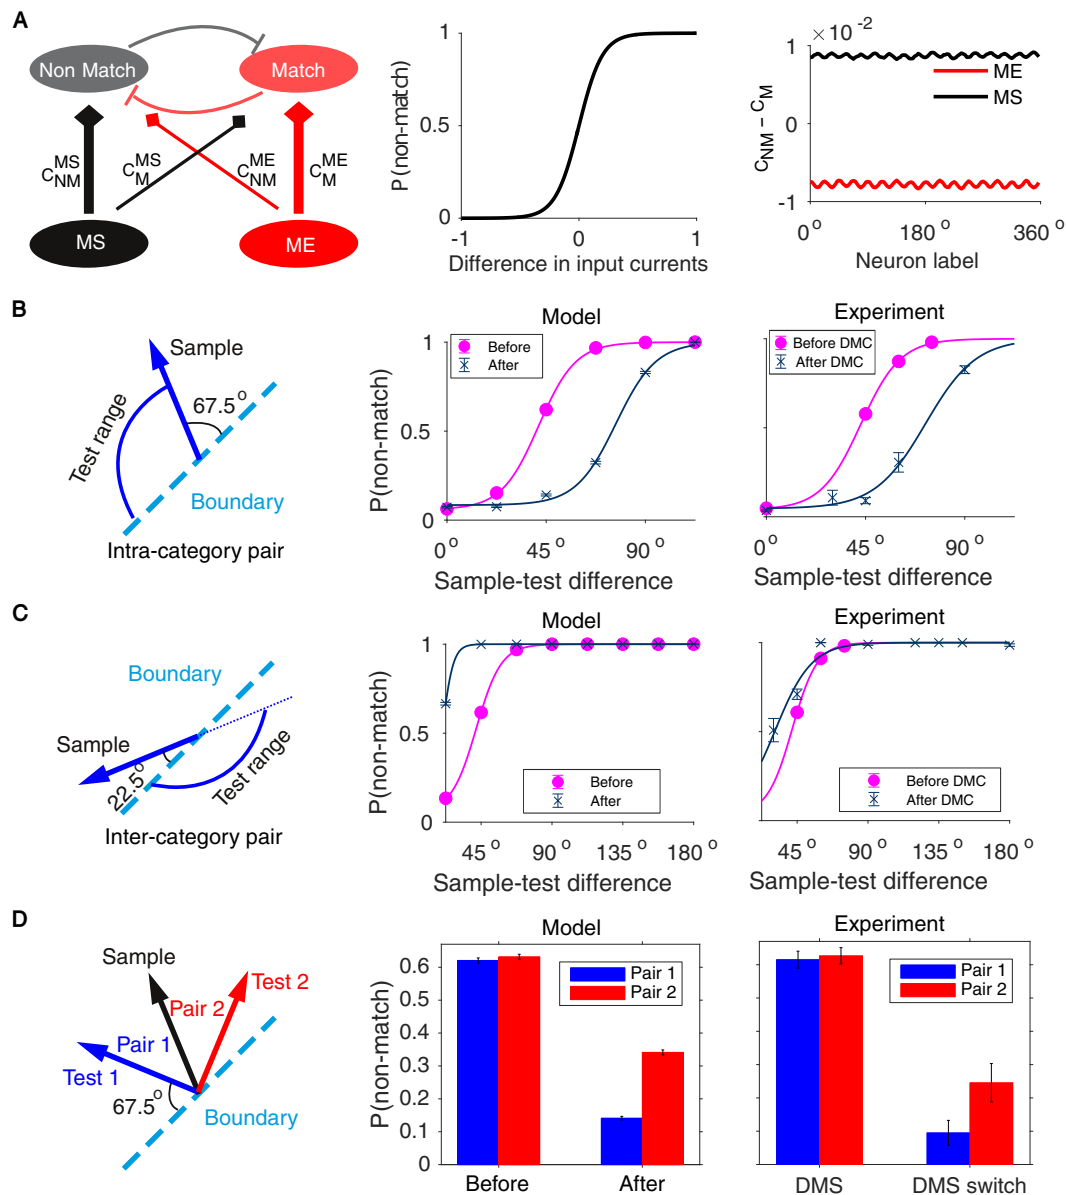 A
Non Match
Match
C_NM^MS
C_M^MS
C_NM^ME
C_M^ME
MS
ME
P(non-match)
1
0.5
0
-1
0
1
Difference in input currents
× 10^-2
C_NM − C_M
1
0
-1
ME
MS
0°
180°
360°
Neuron label
B
Sample
67.5°
Test range
Boundary
Intra-category pair
Model
Before
After
P(non-match)
1
0.5
0
0°
45°
90°
Sample-test difference
Experiment
Before DMC
After DMC
0°
45°
90°
Sample-test difference
C
Boundary
Sample
22.5°
Test range
Inter-category pair
Model
P(non-match)
1
0.5
0
Before
After
45°
90°
135°
180°
Sample-test difference
Experiment
Before DMC
After DMC
45°
90°
135°
180°
Sample-test difference
D
Sample
Test 2
Pair 2
Pair 1
Test 1
67.5°
Boundary
Model
P(non-match)
0.6
0.5
0.4
0.3
0.2
0.1
0
Pair 1
Pair 2
Before
After
Experiment
Pair 1
Pair 2
DMS
DMS switch